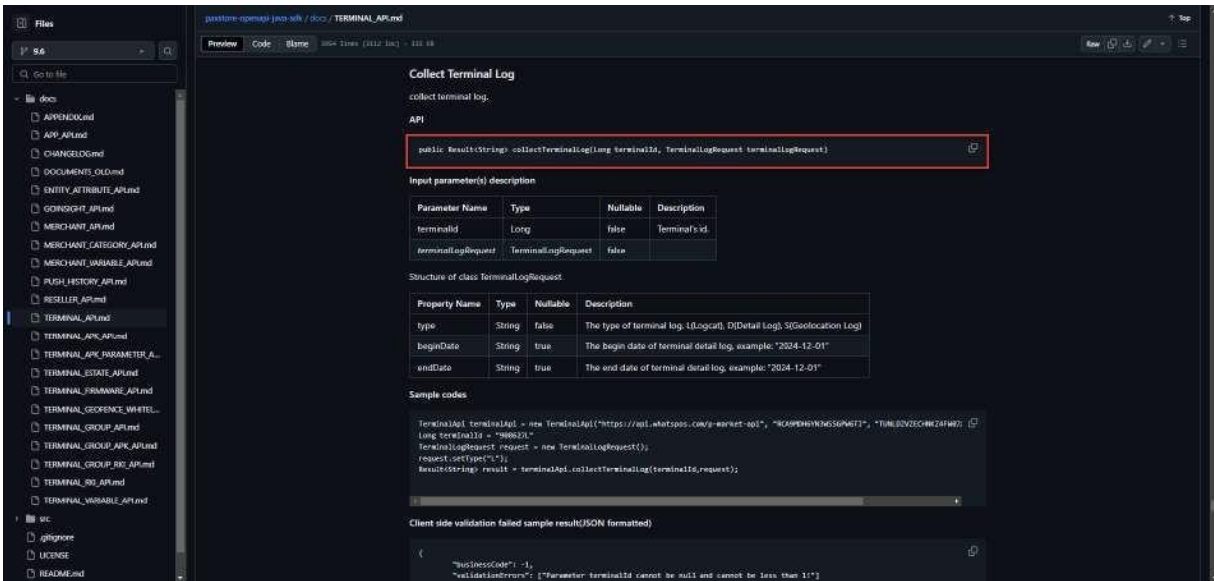 Files
paxstore-openapi-java-sdk / docs / TERMINAL_API.md
Top
9.6
Preview Code Blame
Raw
Go to file
docs
APPENDIX.md
APP_API.md
CHANGELOG.md
DOCUMENTS_OLD.md
ENTITY_ATTRIBUTE_API.md
GOINSIGHT_API.md
MERCHANT_API.md
MERCHANT_CATEGORY_API.md
MERCHANT_VARIABLE_API.md
PUSH_HISTORY_API.md
RESELLER_API.md
TERMINAL_API.md
TERMINAL_APK_API.md
TERMINAL_APK_PARAMETER_A...
TERMINAL_ESTATE_API.md
TERMINAL_FIRMWARE_API.md
TERMINAL_GEOFENCE_WHITEL...
TERMINAL_GROUP_API.md
TERMINAL_GROUP_APK_API.md
TERMINAL_GROUP_RKI_API.md
TERMINAL_RKI_API.md
TERMINAL_VARIABLE_API.md
src
.gitignore
LICENSE
README.md
Collect Terminal Log
collect terminal log.
API
public Result<String> collectTerminalLog(Long terminalId, TerminalLogRequest terminalLogRequest)
Input parameter(s) description
Parameter Name Type Nullable Description
terminalId Long false Terminal's id.
terminalLogRequest TerminalLogRequest false
Structure of class TerminalLogRequest
Property Name Type Nullable Description
type String false The type of terminal log. L(Logcat), D(Detail Log), S(Geolocation Log)
beginDate String true The begin date of terminal detail log, example: "2024-12-01"
endDate String true The end date of terminal detail log, example: "2024-12-01"
Sample codes
TerminalApi terminalApi = new TerminalApi("https://api.whatspos.com/p-market-api",
Long terminalId = "908627L"
TerminalLogRequest request = new TerminalLogRequest();
request.setType("L");
Result<String> result = terminalApi.collectTerminalLog(terminalId,request);
Client side validation failed sample result(JSON formatted)
{
"businessCode": -1,
"validationErrors": ["Parameter terminalId cannot be null and cannot be less than 1!"]